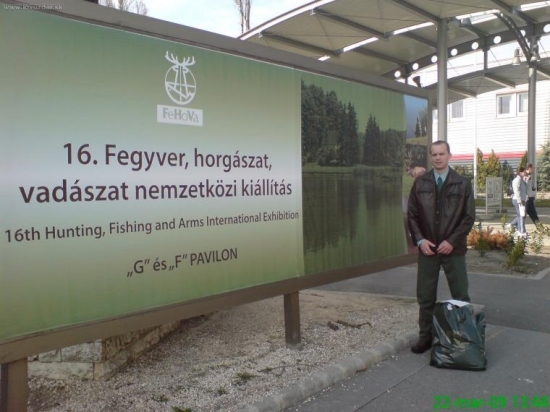 FeHoVa
16. Fegyver, horgászat,
vadászat nemzetközi kiállítás
16th Hunting, Fishing and Arms International Exhibition
„G" és „F" PAVILON